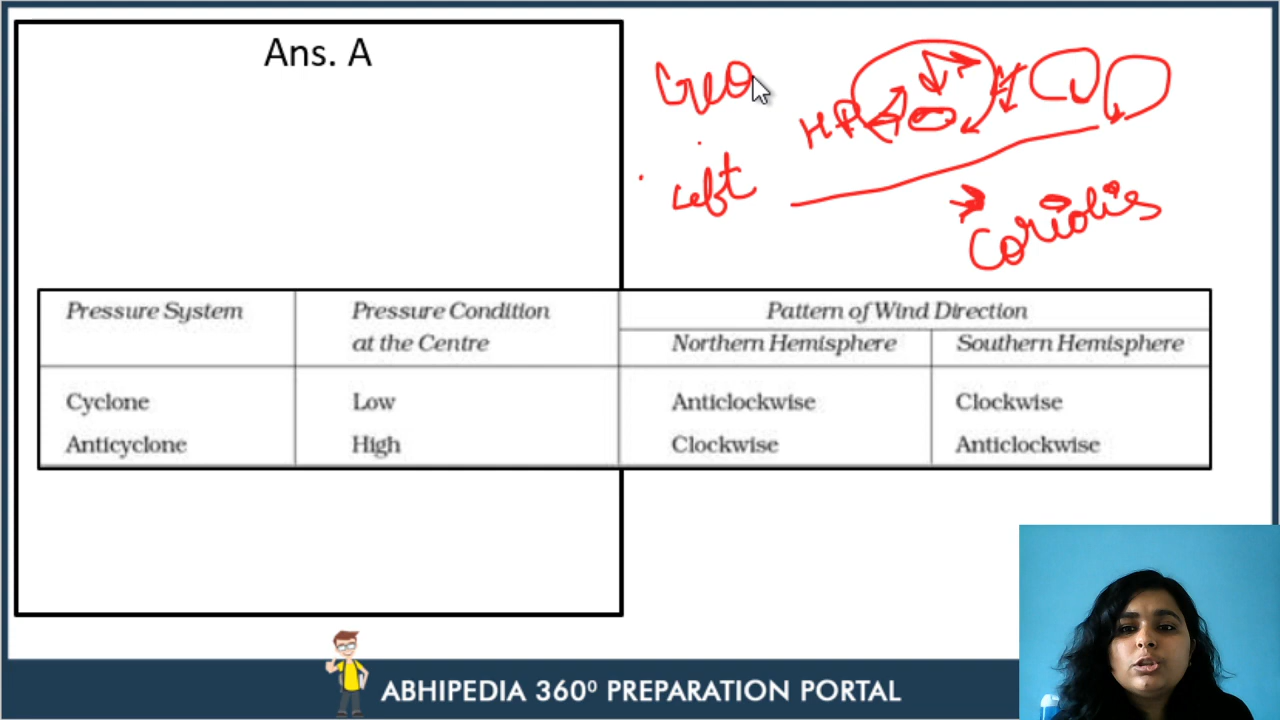 Ans. A
Geo
HP
Left
Coriolis
Pressure System Pressure Condition at the Centre Pattern of Wind Direction
Northern Hemisphere Southern Hemisphere
Cyclone Low Anticlockwise Clockwise
Anticyclone High Clockwise Anticlockwise
ABHIPEDIA 360⁰ PREPARATION PORTAL